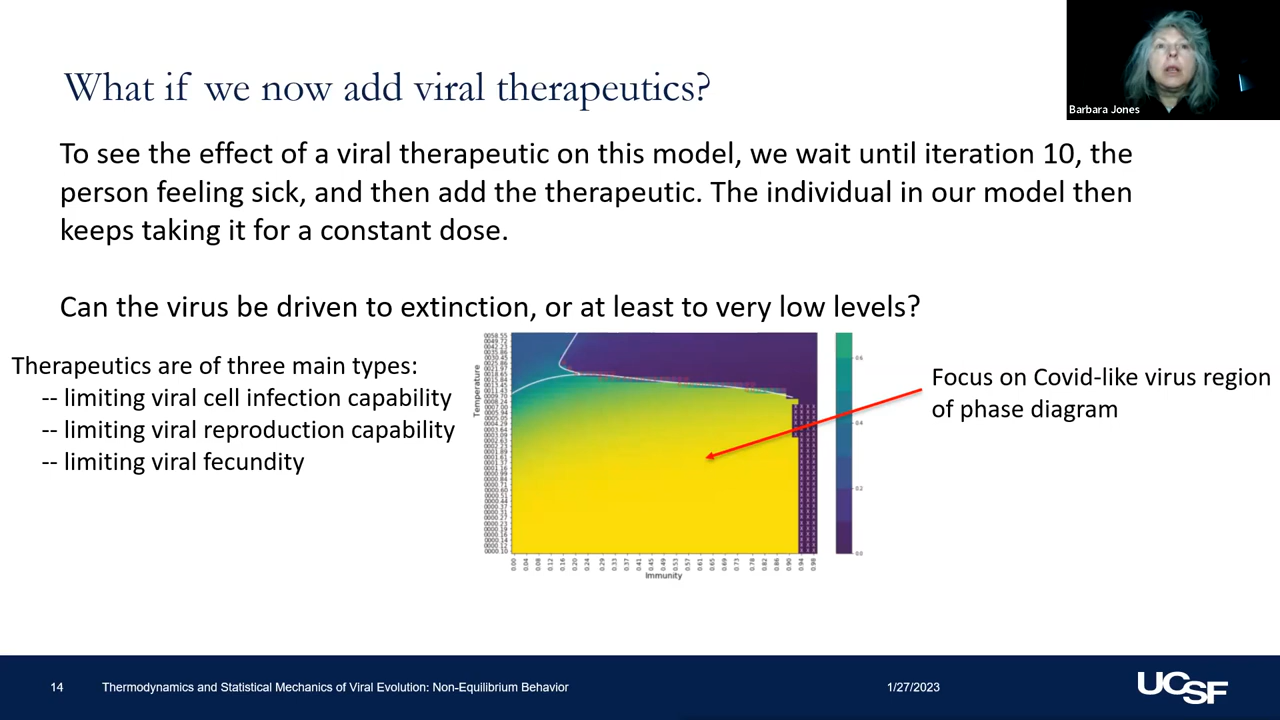 Barbara Jones
What if we now add viral therapeutics?
To see the effect of a viral therapeutic on this model, we wait until iteration 10, the
person feeling sick, and then add the therapeutic. The individual in our model then
keeps taking it for a constant dose.
Can the virus be driven to extinction, or at least to very low levels?
Therapeutics are of three main types:
-- limiting viral cell infection capability
-- limiting viral reproduction capability
-- limiting viral fecundity
Temperature
Immunity
Focus on Covid-like virus region
of phase diagram
14
Thermodynamics and Statistical Mechanics of Viral Evolution: Non-Equilibrium Behavior
1/27/2023
UCSF